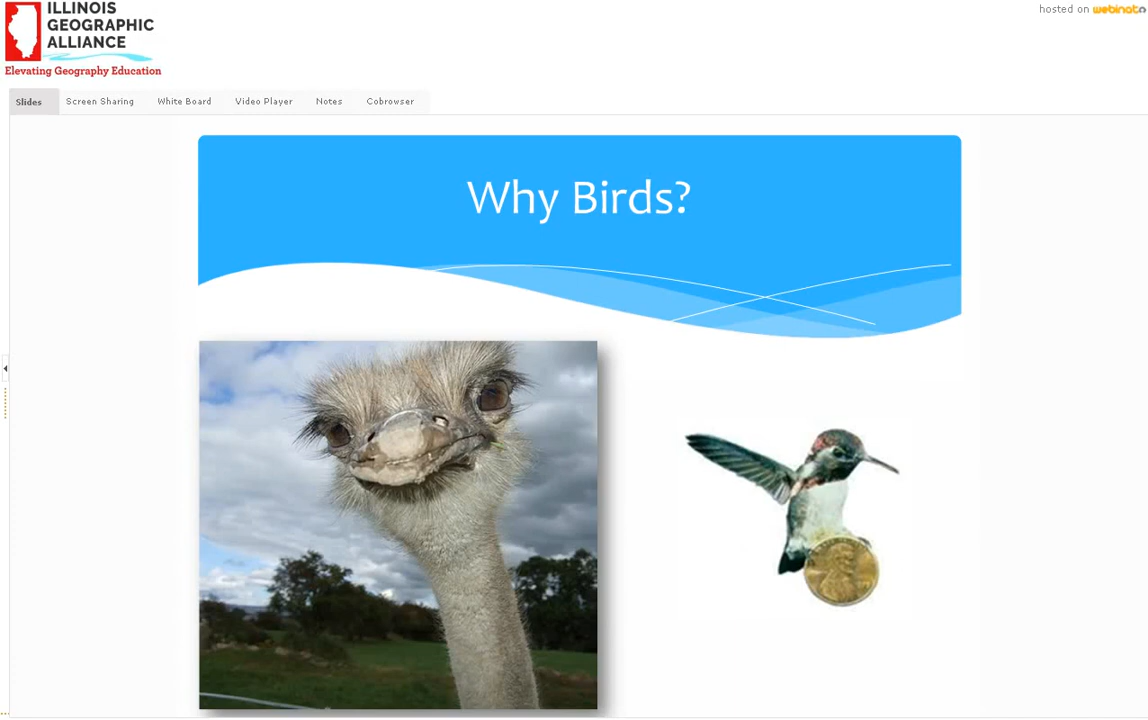 ILLINOIS
GEOGRAPHIC
ALLIANCE
Elevating Geography Education
hosted on webinato
Slides
Screen Sharing
White Board
Video Player
Notes
Cobrowser
Why Birds?